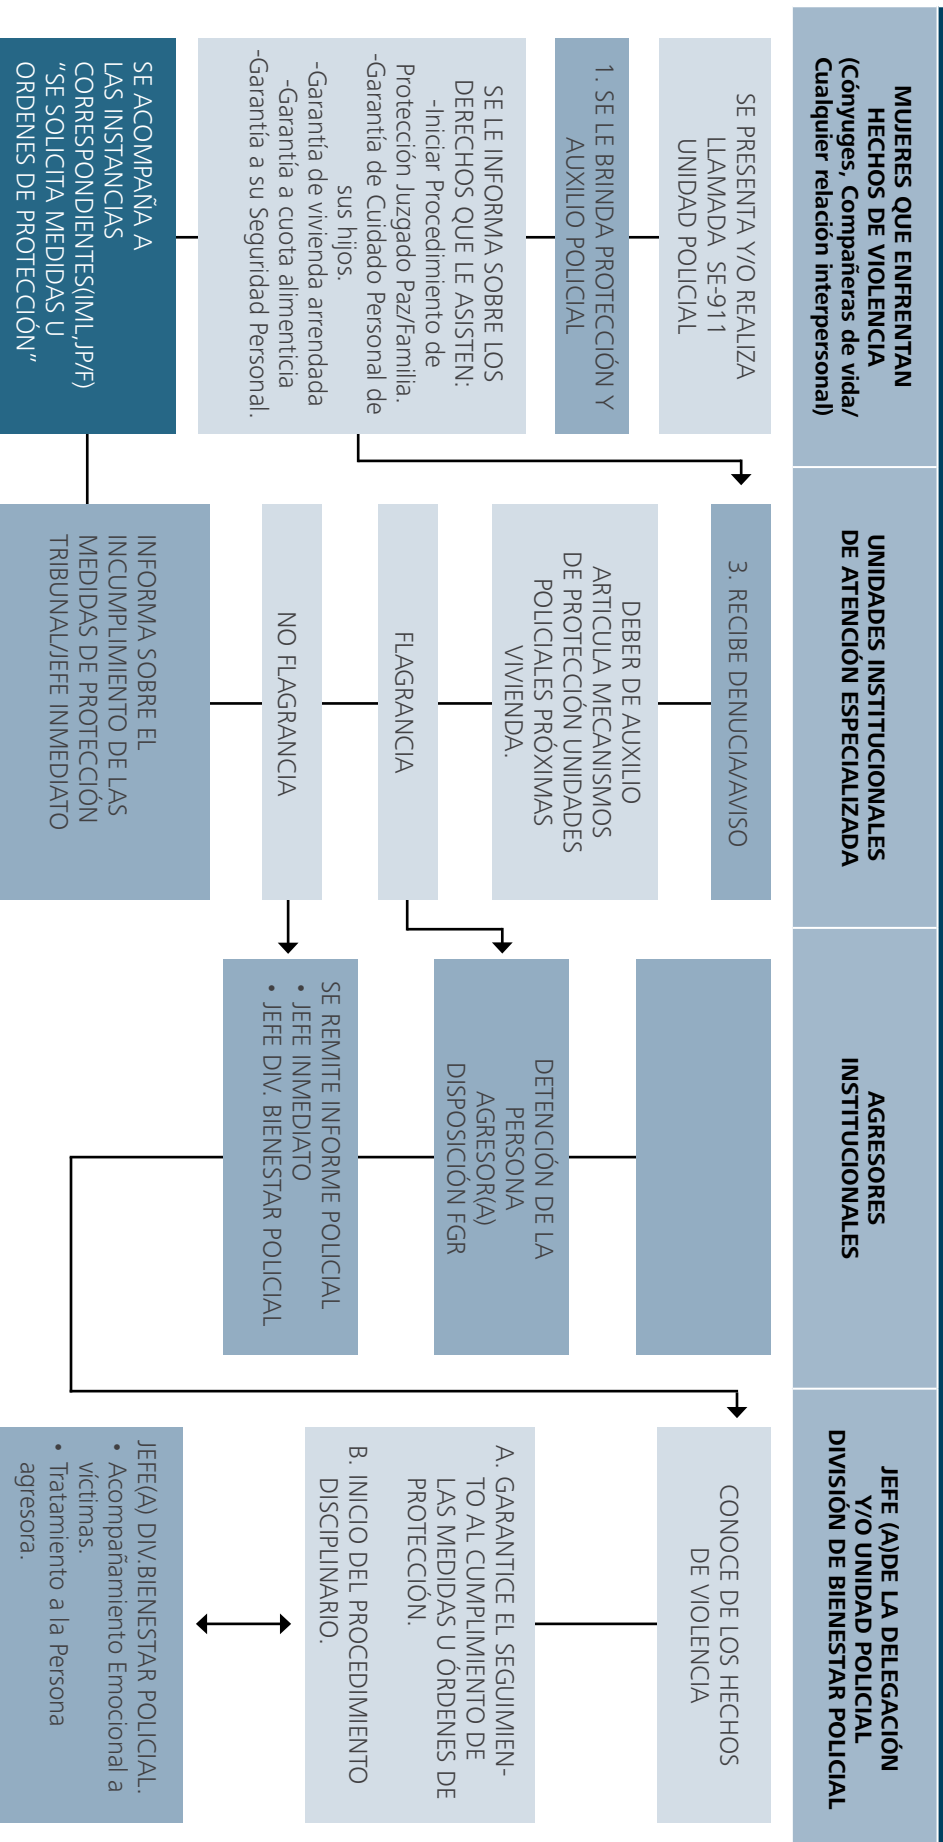 MUJERES QUE ENFRENTAN
HECHOS DE VIOLENCIA
(Cónyuges, Compañeras de vida/
Cualquier relación interpersonal)
SE PRESENTA Y/O REALIZA
LLAMADA SE-911
UNIDAD POLICIAL
1. SE LE BRINDA PROTECCIÓN Y
AUXILIO POLICIAL
SE LE INFORMA SOBRE LOS
DERECHOS QUE LE ASISTEN:
-Iniciar Procedimiento de
Protección Juzgado Paz/Familia.
-Garantía de Cuidado Personal de
sus hijos.
-Garantía de vivienda arrendada
-Garantía a cuota alimenticia
-Garantía a su Seguridad Personal.
SE ACOMPAÑA A
LAS INSTANCIAS
CORRESPONDIENTES(IML,JP/F)
“SE SOLICITA MEDIDAS U
ORDENES DE PROTECCIÓN”
UNIDADES INSTITUCIONALES
DE ATENCIÓN ESPECIALIZADA
3. RECIBE DENUCIA/AVISO
DEBER DE AUXILIO
ARTICULA MECANISMOS
DE PROTECCIÓN UNIDADES
POLICIALES PRÓXIMAS
VIVIENDA.
FLAGRANCIA
NO FLAGRANCIA
INFORMA SOBRE EL
INCUMPLIMIENTO DE LAS
MEDIDAS DE PROTECCIÓN
TRIBUNAL/JEFE INMEDIATO
AGRESORES
INSTITUCIONALES
DETENCIÓN DE LA
PERSONA
AGRESOR(A)
DISPOSICIÓN FGR
SE REMITE INFORME POLICIAL
• JEFE INMEDIATO
• JEFE DIV. BIENESTAR POLICIAL
JEFE (A)DE LA DELEGACIÓN
Y/O UNIDAD POLICIAL
DIVISIÓN DE BIENESTAR POLICIAL
CONOCE DE LOS HECHOS
DE VIOLENCIA
A. GARANTICE EL SEGUIMIEN-
TO AL CUMPLIMIENTO DE
LAS MEDIDAS U ÓRDENES DE
PROTECCIÓN.
B. INICIO DEL PROCEDIMIENTO
DISCIPLINARIO.
JEFE(A) DIV.BIENESTAR POLICIAL.
• Acompañamiento Emocional a
víctimas.
• Tratamiento a la Persona
agresora.